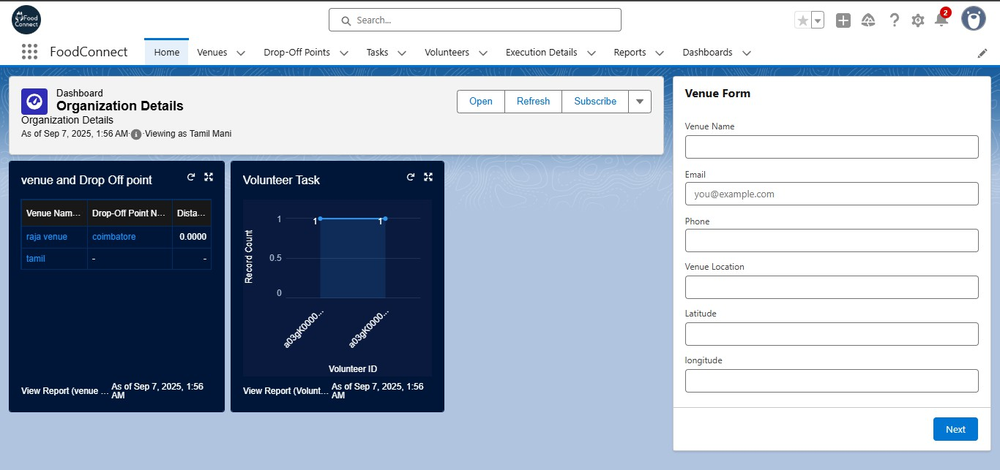 Food
Connect
Search...
2
FoodConnect
Home
Venues
Drop-Off Points
Tasks
Volunteers
Execution Details
Reports
Dashboards
Dashboard
Organization Details
Organization Details
As of Sep 7, 2025, 1:56 AM·Viewing as Tamil Mani
Open
Refresh
Subscribe
venue and Drop Off point
Venue Nam...
Drop-Off Point N...
Dista...
raja venue
coimbatore
0.0000
tamil
-
-
View Report (venue ...
As of Sep 7, 2025, 1:56
AM
Volunteer Task
Record Count
1
0.5
0
1
1
a03gK0000...
a03gK0000...
Volunteer ID
View Report (Volunt...
As of Sep 7, 2025, 1:56
AM
Venue Form
Venue Name
Email
you@example.com
Phone
Venue Location
Latitude
longitude
Next